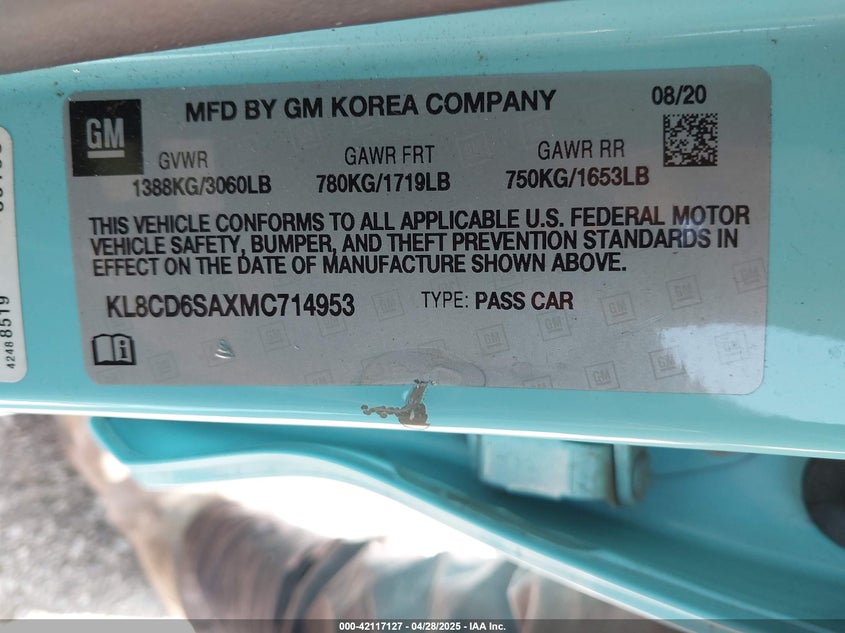 GM
MFD BY GM KOREA COMPANY
08/20
GVWR
GAWR FRT
GAWR RR
1388KG/3060LB
780KG/1719LB
750KG/1653LB
THIS VEHICLE CONFORMS TO ALL APPLICABLE U.S. FEDERAL MOTOR
VEHICLE SAFETY, BUMPER, AND THEFT PREVENTION STANDARDS IN
EFFECT ON THE DATE OF MANUFACTURE SHOWN ABOVE.
KL8CD6SAXMC714953
TYPE: PASS CAR
4248 8519
000-42117127 - 04/28/2025 - IAA Inc.